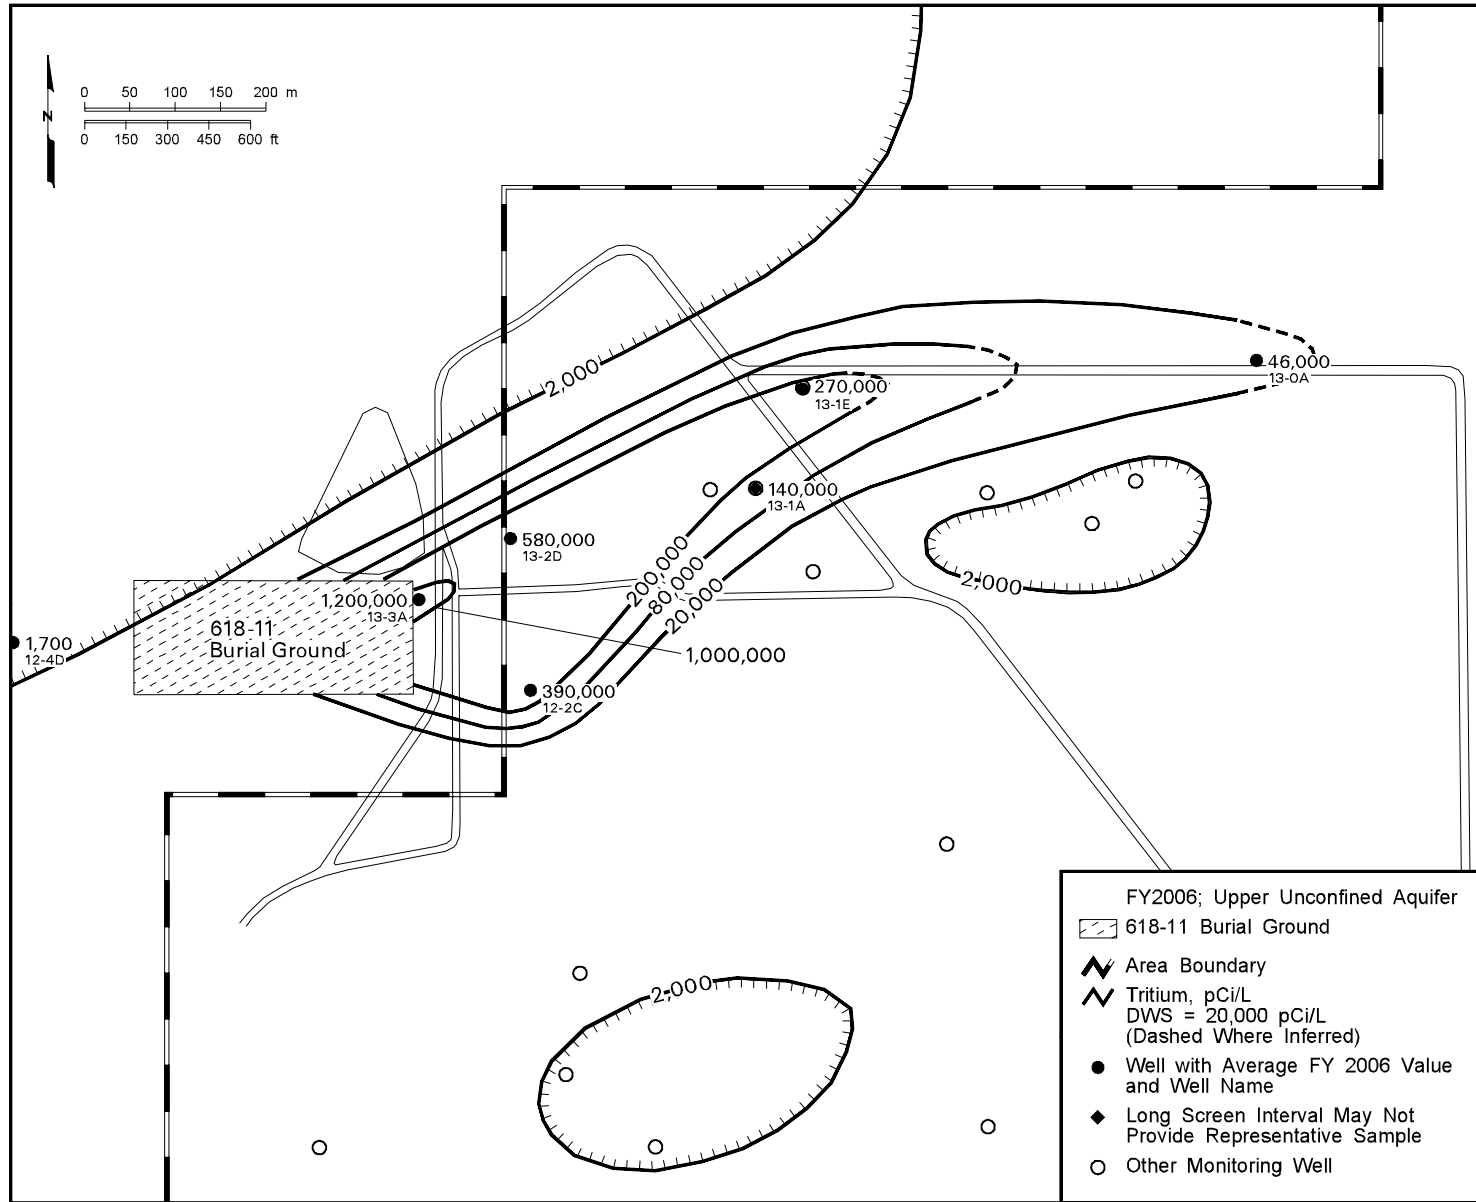 0 50 100 150 200 m
N
0 150 300 450 600 ft
2,000
46,000
13-0A
270,000
13-1E
140,000
13-1A
580,000
13-2D
200,000
80,000
20,000
2,000
1,200,000
13-3A
618-11
Burial Ground
1,700
12-4D
1,000,000
390,000
12-2C
2,000
FY2006; Upper Unconfined Aquifer
618-11 Burial Ground
Area Boundary
Tritium, pCi/L
DWS = 20,000 pCi/L
(Dashed Where Inferred)
Well with Average FY 2006 Value
and Well Name
Long Screen Interval May Not
Provide Representative Sample
Other Monitoring Well